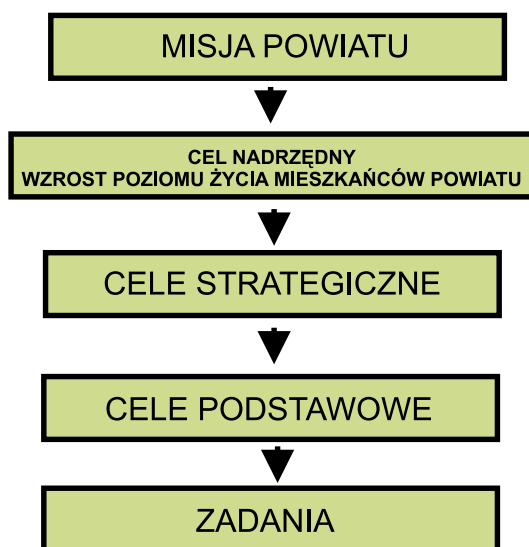 MISJA POWIATU
CEL NADRZĘDNY
WZROST POZIOMU ŻYCIA MIESZKAŃCÓW POWIATU
CELE STRATEGICZNE
CELE PODSTAWOWE
ZADANIA